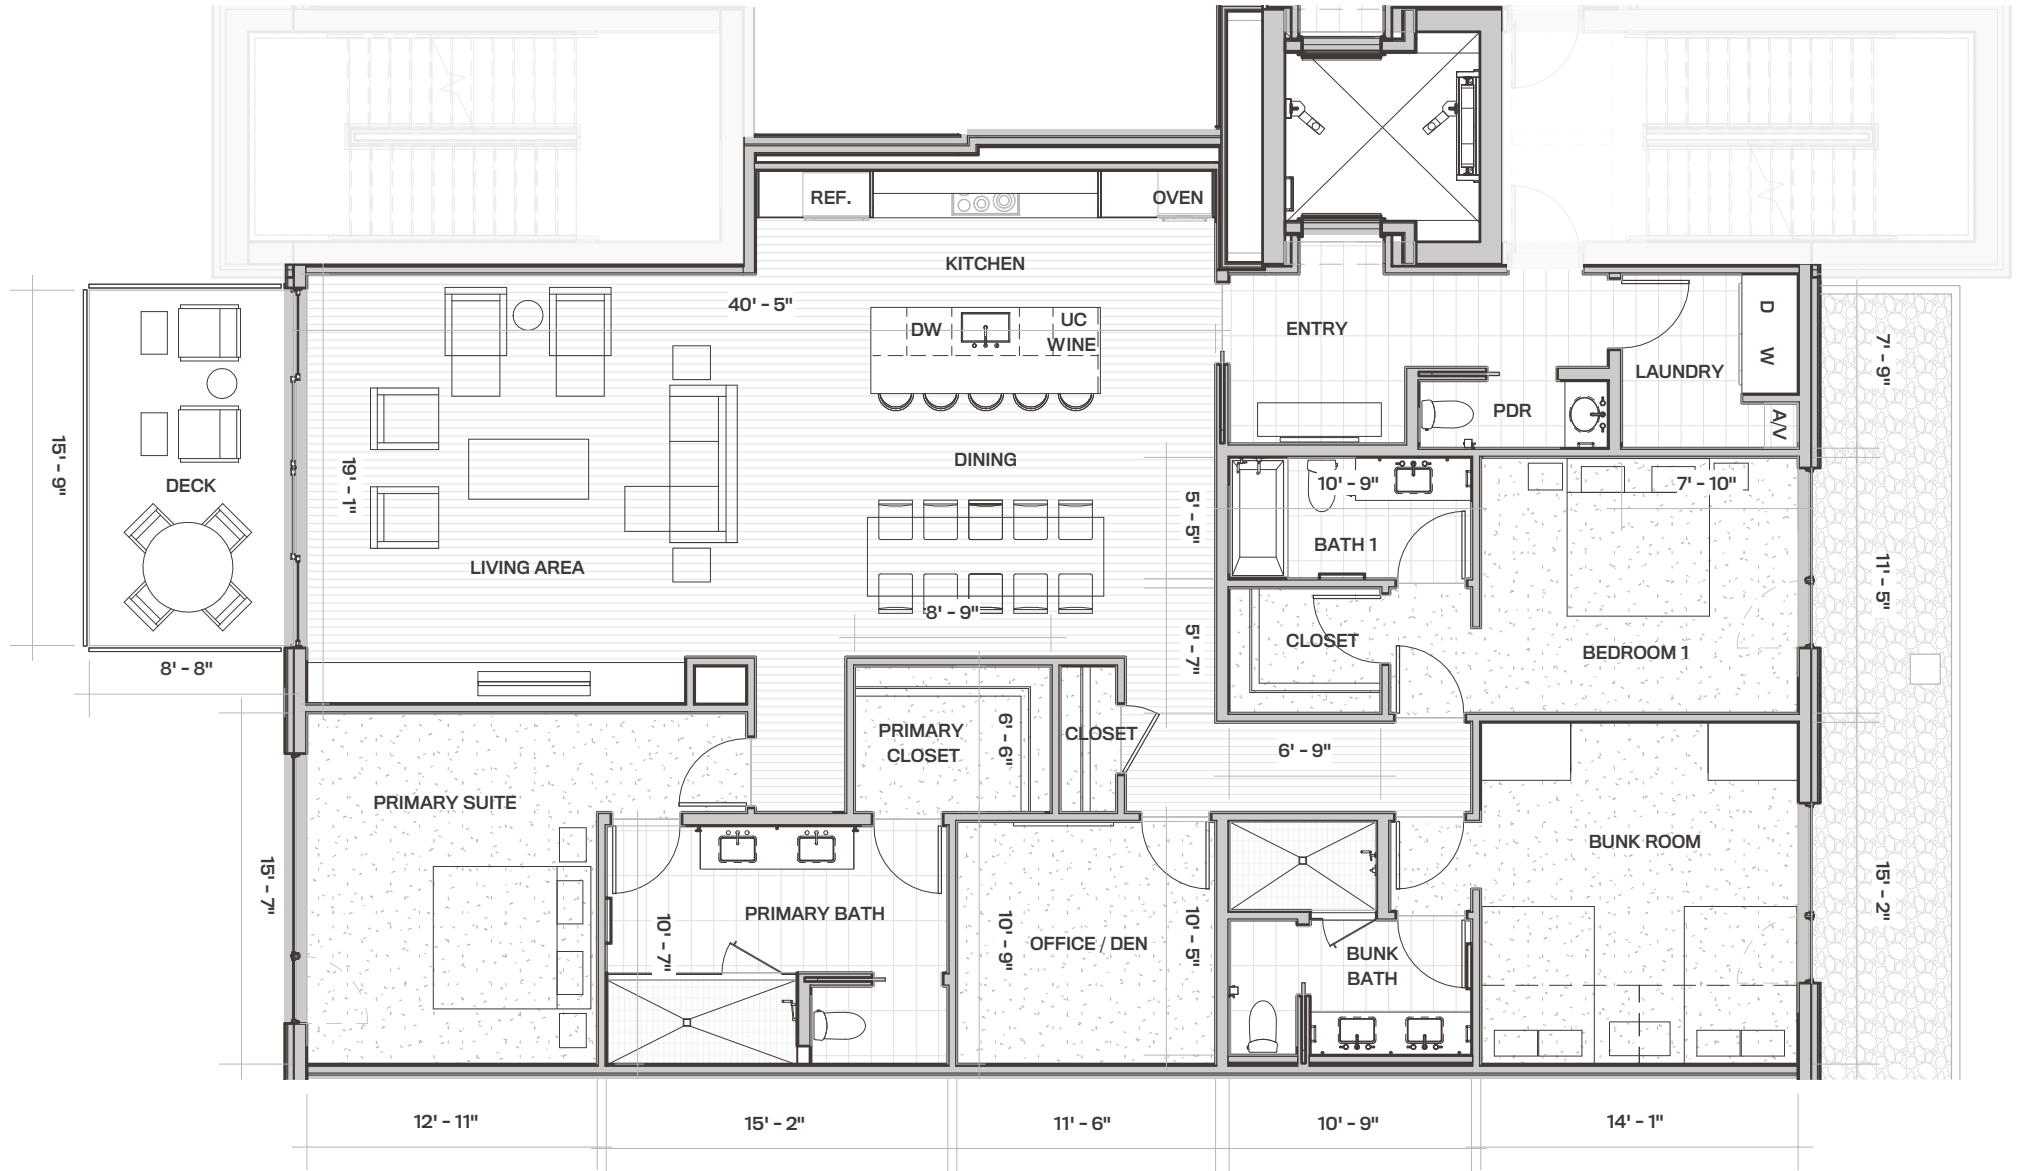 REF.
OVEN
KITCHEN
40' - 5"
DW
UC
WINE
ENTRY
D
W
LAUNDRY
7' - 9"
PDR
A/V
15' - 9"
DECK
19' - 1"
DINING
10' - 9"
7' - 10"
5' - 5"
BATH 1
LIVING AREA
11' - 5"
8' - 9"
CLOSET
5' - 7"
BEDROOM 1
8' - 8"
PRIMARY
CLOSET
6' - 6"
CLOSET
6' - 9"
PRIMARY SUITE
BUNK ROOM
15' - 7"
PRIMARY BATH
10' - 7"
10' - 9"
OFFICE / DEN
10' - 5"
BUNK
BATH
15' - 2"
12' - 11"
15' - 2"
11' - 6"
10' - 9"
14' - 1"